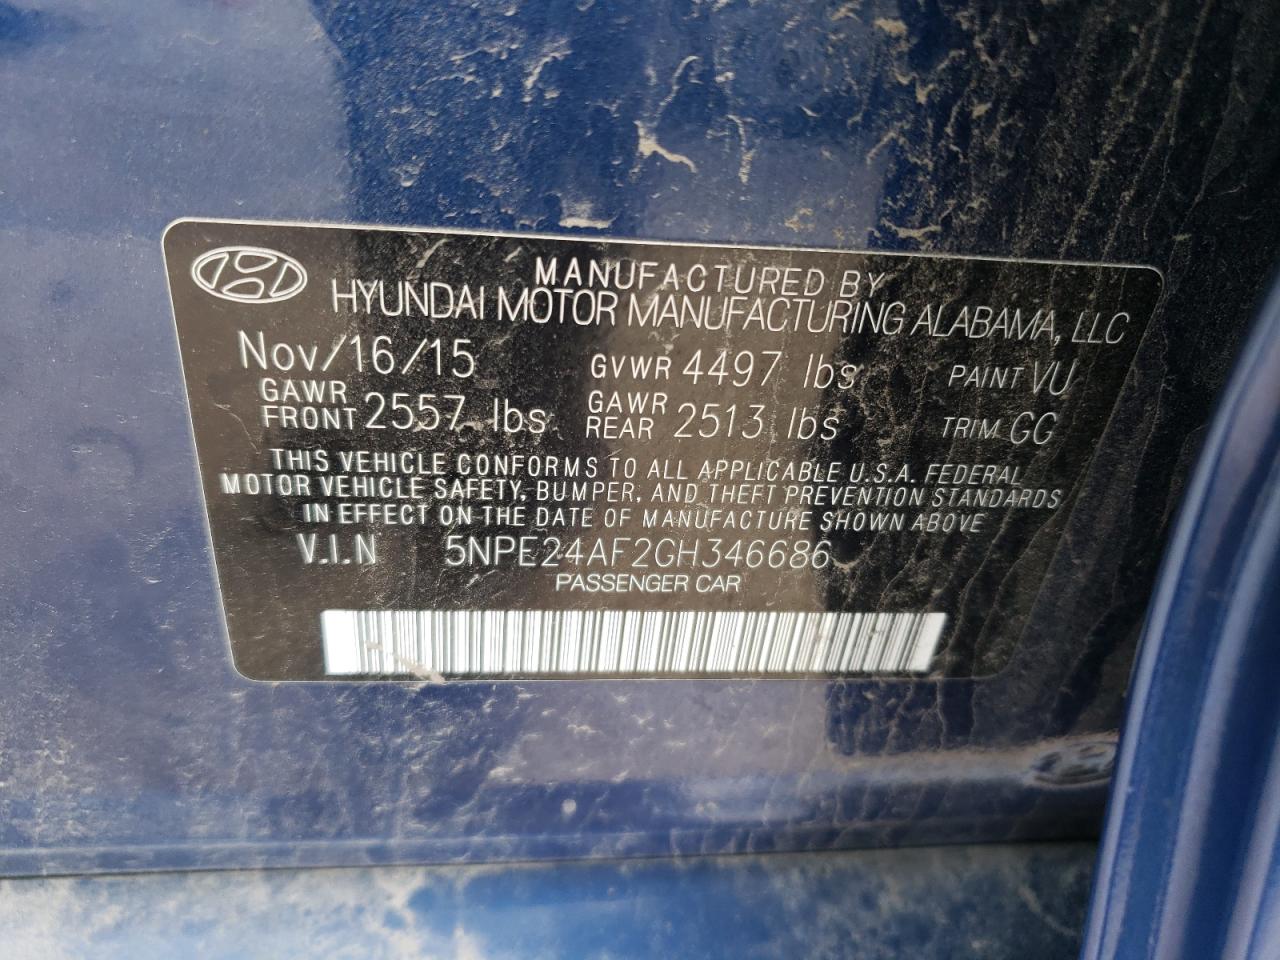 MANUFACTURED BY
HYUNDAI MOTOR MANUFACTURING ALABAMA, LLC
Nov/16/15 GVWR 4497 lbs PAINT VU
GAWR FRONT 2557 lbs GAWR REAR 2513 lbs TRIM GG
THIS VEHICLE CONFORMS TO ALL APPLICABLE U.S.A. FEDERAL
MOTOR VEHICLE SAFETY, BUMPER, AND THEFT PREVENTION STANDARDS
IN EFFECT ON THE DATE OF MANUFACTURE SHOWN ABOVE
V.I.N 5NPE24AF2GH346686
PASSENGER CAR